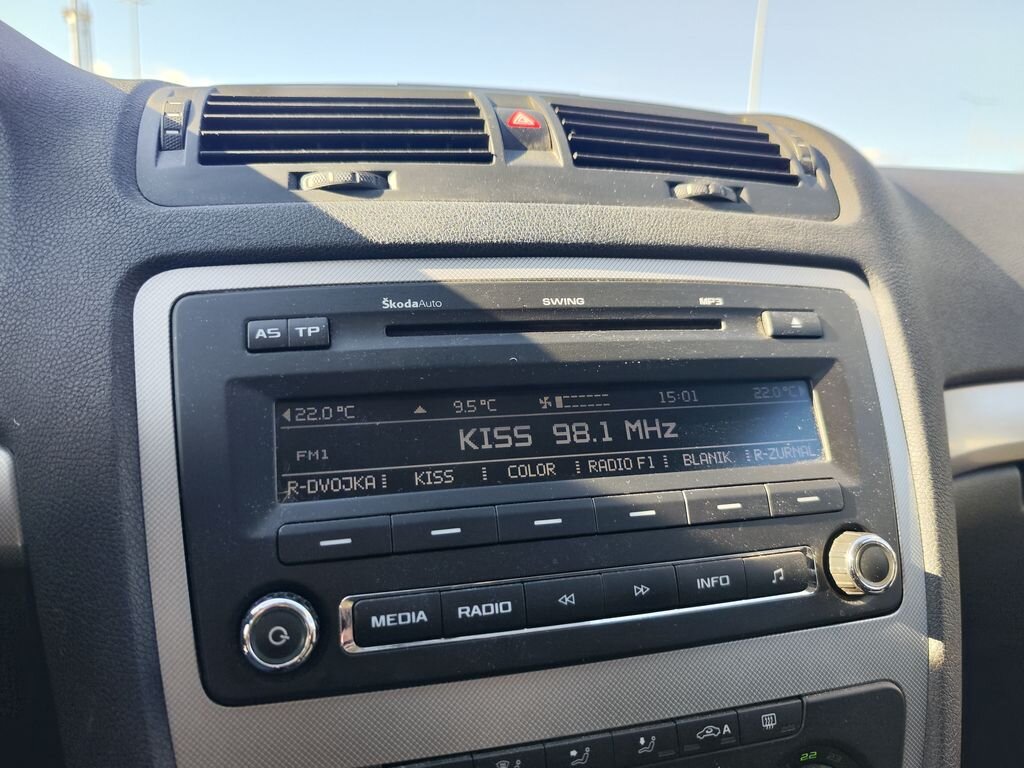 ŠkodaAuto SWING MP3
AS TP
22.0°C 9.5°C 15:01 22.0°C
KISS 98.1 MHz
FM1
R-DVOJKA KISS COLOR RADIO F1 BLANIK R-ZURNAL
MEDIA RADIO INFO
A
22